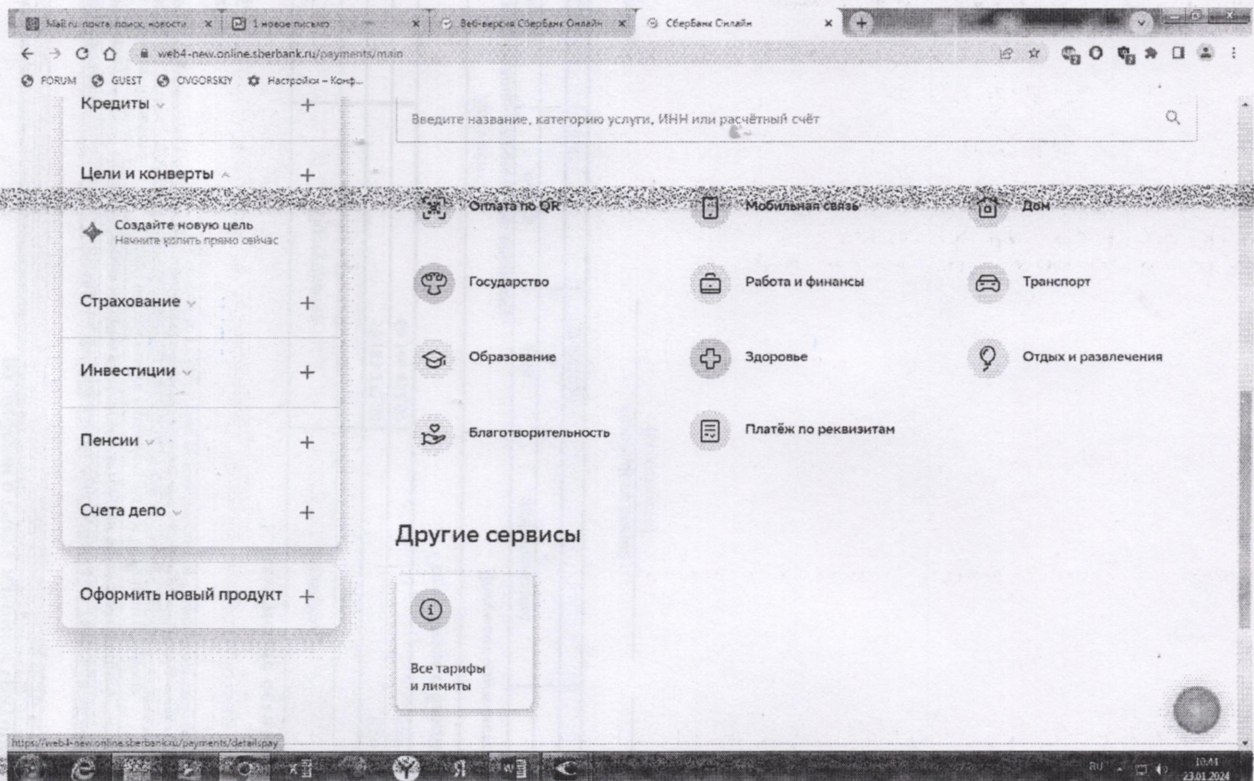 Mail.ru: почта, поиск, новости
1 новое письмо
Веб-версия СберБанк Онлайн
СберБанк Онлайн
web4-new.online.sberbank.ru/payments/main
FORUM
GUEST
OVGORSKIY
Настройки – Конф...
Кредиты
Введите название, категорию услуги, ИНН или расчётный счёт
Цели и конверты
Оплата по QR
Мобильная связь
Дом
Создайте новую цель
Начните копить прямо сейчас
Государство
Работа и финансы
Транспорт
Страхование
Образование
Здоровье
Отдых и развлечения
Инвестиции
Благотворительность
Платёж по реквизитам
Пенсии
Счета депо
Другие сервисы
Оформить новый продукт
Все тарифы
и лимиты
https://web4-new.online.sberbank.ru/payments/details:pay
RU
10:44
23.01.2024